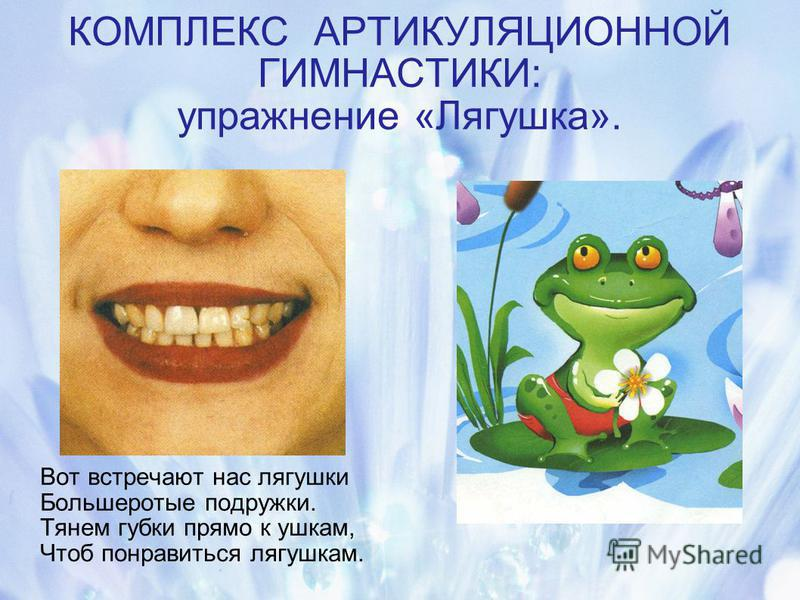 КОМПЛЕКС АРТИКУЛЯЦИОННОЙ
ГИМНАСТИКИ:
упражнение «Лягушка».
Вот встречают нас лягушки
Большеротые подружки.
Тянем губки прямо к ушкам,
Чтоб понравиться лягушкам.
MyShared